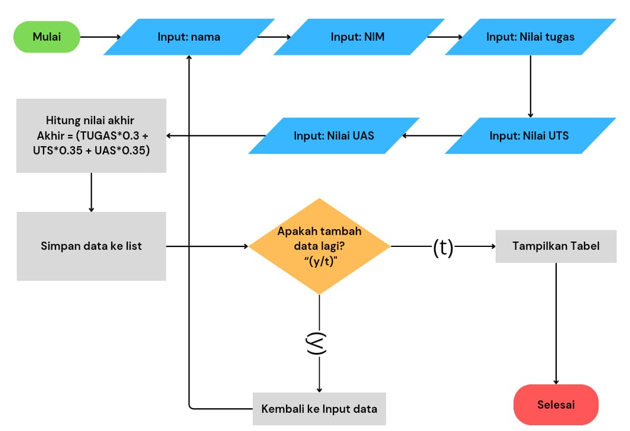 Mulai
Input: nama
Input: NIM
Input: Nilai tugas
Input: Nilai UTS
Input: Nilai UAS
Hitung nilai akhir
Akhir = (TUGAS*0.3 +
UTS*0.35 + UAS*0.35)
Simpan data ke list
Apakah tambah
data lagi?
“(y/t)"
(t)
Tampilkan Tabel
(y)
Kembali ke Input data
Selesai